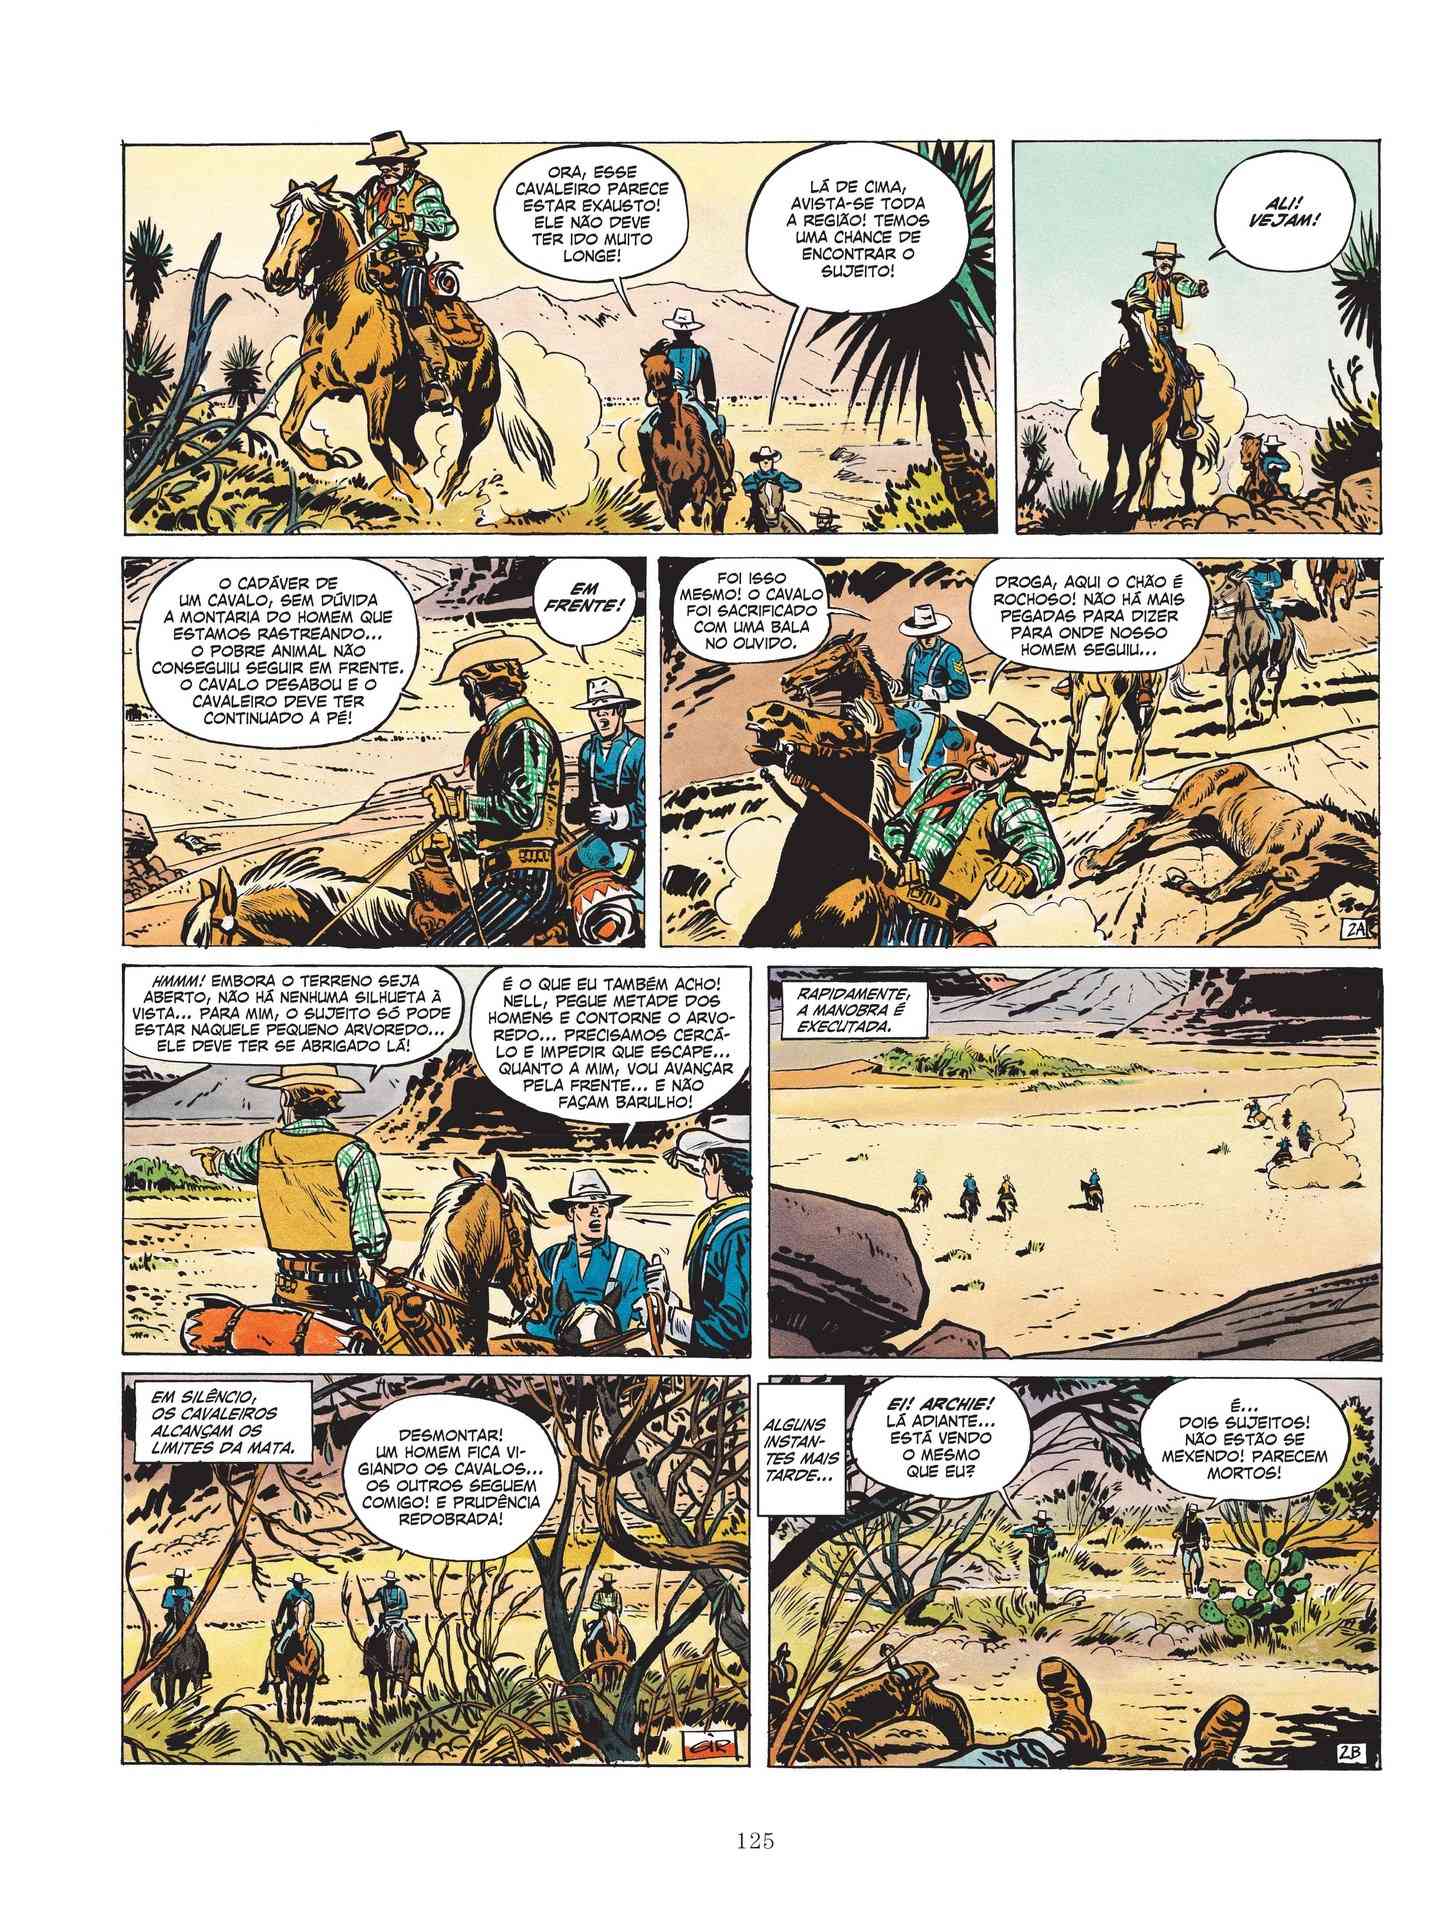 ORA, ESSE
CAVALEIRO PARECE
ESTAR EXAUSTO!
ELE NÃO DEVE
TER IDO MUITO
LONGE!
LÁ DE CIMA,
AVISTA-SE TODA
A REGIÃO! TEMOS
UMA CHANCE DE
ENCONTRAR O
SUJEITO!
ALI!
VEJAM!
O CADÁVER DE
UM CAVALO, SEM DÚVIDA
A MONTARIA DO HOMEM QUE
ESTAMOS RASTREANDO...
O POBRE ANIMAL NÃO
CONSEGUIU SEGUIR EM FRENTE.
O CAVALO DESABOU E O
CAVALEIRO DEVE TER
CONTINUADO A PÉ!
EM
FRENTE!
FOI ISSO
MESMO! O CAVALO
FOI SACRIFICADO
COM UMA BALA
NO OUVIDO.
DROGA, AQUI O CHÃO É
ROCHOSO! NÃO HÁ MAIS
PEGADAS PARA DIZER
PARA ONDE NOSSO
HOMEM SEGUIU...
2A
HMMM! EMBORA O TERRENO SEJA
ABERTO, NÃO HÁ NENHUMA SILHUETA À
VISTA... PARA MIM, O SUJEITO SÓ PODE
ESTAR NAQUELE PEQUENO ARVOREDO...
ELE DEVE TER SE ABRIGADO LÁ!
É O QUE EU TAMBÉM ACHO!
NELL, PEGUE METADE DOS
HOMENS E CONTORNE O ARVO-
REDO... PRECISAMOS CERCÁ-
LO E IMPEDIR QUE ESCAPE...
QUANTO A MIM, VOU AVANÇAR
PELA FRENTE... E NÃO
FAÇAM BARULHO!
RAPIDAMENTE,
A MANOBRA É
EXECUTADA.
EM SILÊNCIO,
OS CAVALEIROS
ALCANÇAM OS
LIMITES DA MATA.
DESMONTAR!
UM HOMEM FICA VI-
GIANDO OS CAVALOS...
OS OUTROS SEGUEM
COMIGO! E PRUDÊNCIA
REDOBRADA!
GIR
ALGUNS
INSTAN-
TES MAIS
TARDE...
EI! ARCHIE!
LÁ ADIANTE...
ESTÁ VENDO
O MESMO
QUE EU?
É...
DOIS SUJEITOS!
NÃO ESTÃO SE
MEXENDO! PARECEM
MORTOS!
2B
125